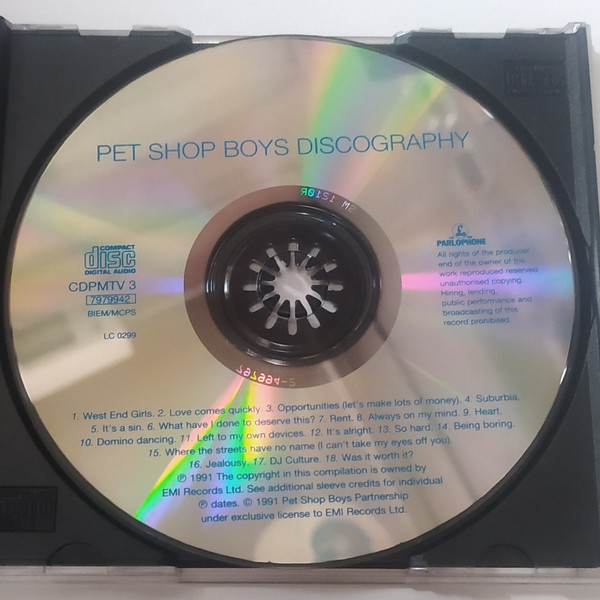 PET SHOP BOYS DISCOGRAPHY
COMPACT
disc
DIGITAL AUDIO
CDPMTV 3
7979942
BIEM/MCPS
LC 0299
PARLOPHONE
All rights of the producer
and of the owner of the
work reproduced reserved
unauthorised copying.
Hiring, lending,
public performance and
broadcasting of this
record prohibited.
1. West End Girls. 2. Love comes quickly. 3. Opportunities (let's make lots of money). 4. Suburbia.
5. It's a sin. 6. What have I done to deserve this? 7. Rent. 8. Always on my mind. 9. Heart.
10. Domino dancing. 11. Left to my own devices. 12. It's alright. 13. So hard. 14. Being boring.
15. Where the streets have no name (I can't take my eyes off you).
16. Jealousy. 17. DJ Culture. 18. Was it worth it?
℗ 1991 The copyright in this compilation is owned by
EMI Records Ltd. See additional sleeve credits for individual
℗ dates. © 1991 Pet Shop Boys Partnership
under exclusive license to EMI Records Ltd.